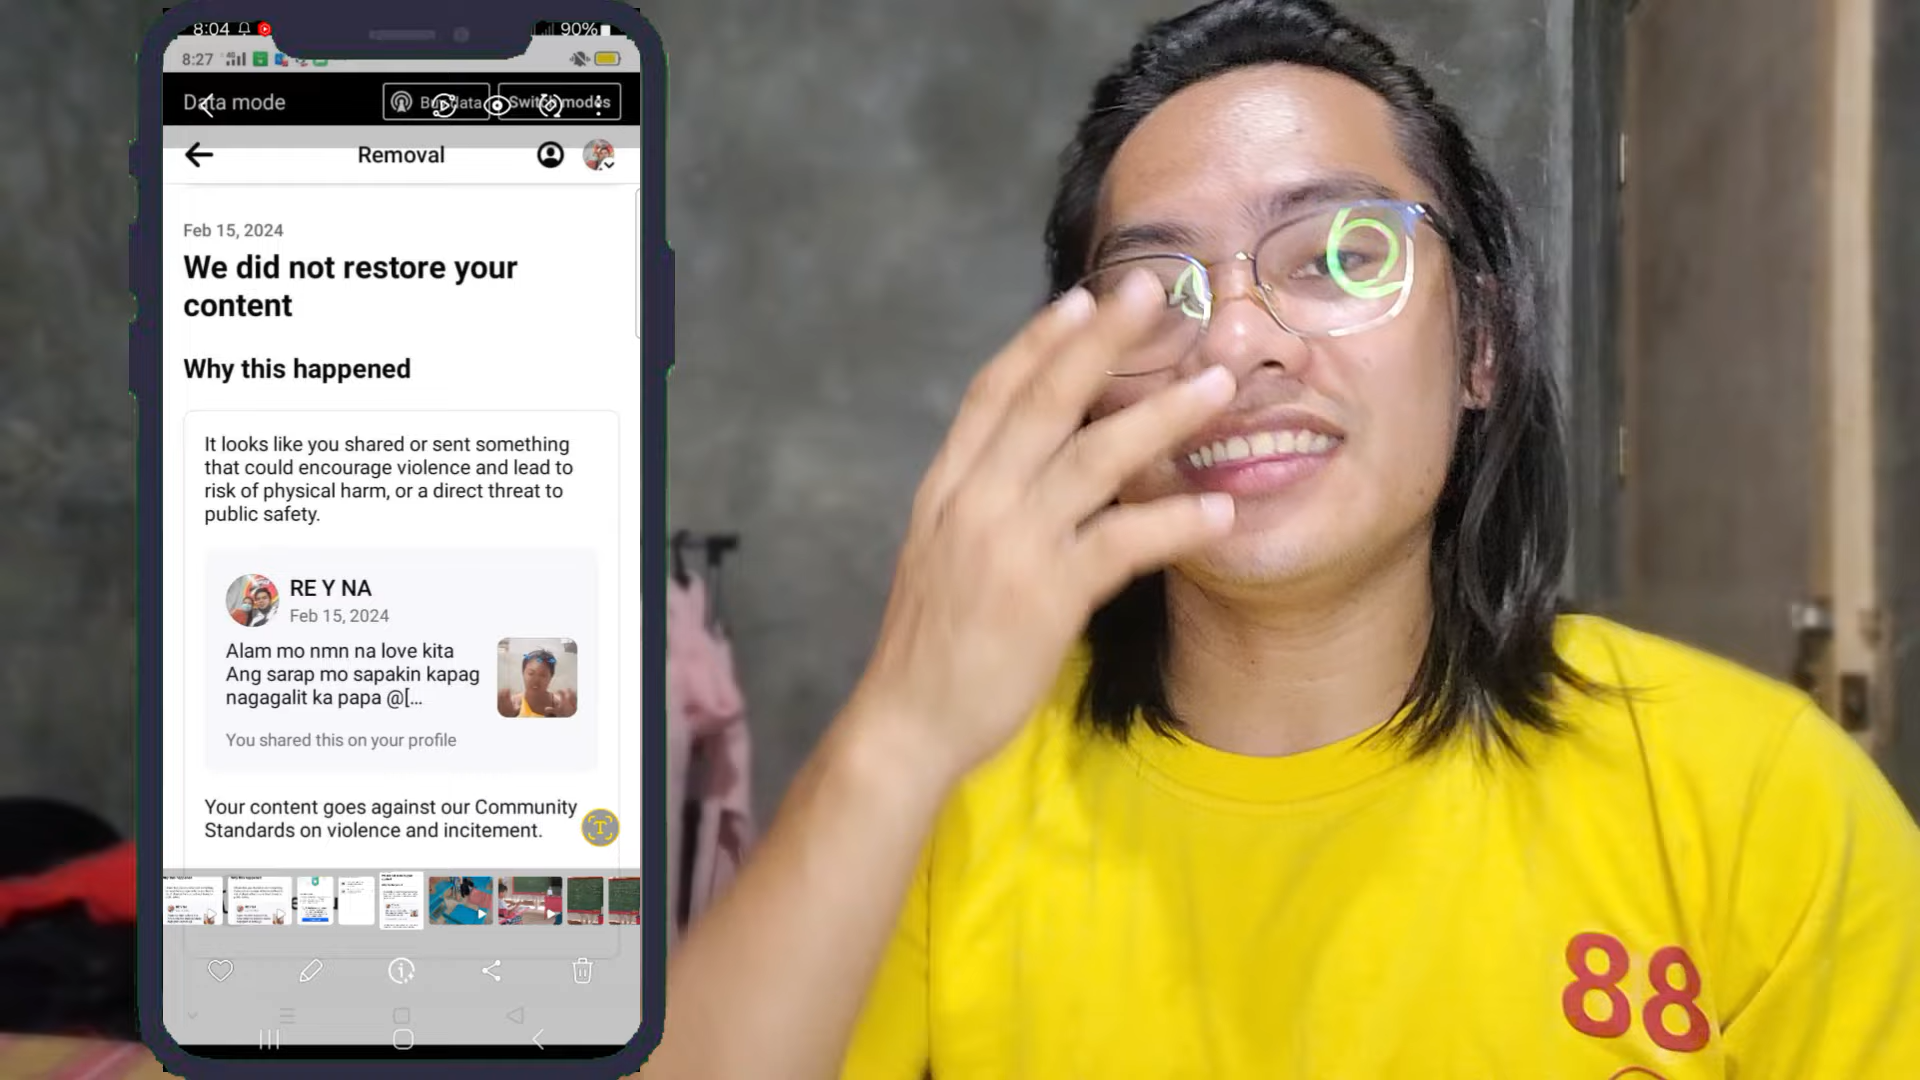 8:04 90%
8:27
Data mode
Switch modes
Removal
Feb 15, 2024
We did not restore your
content
Why this happened
It looks like you shared or sent something
that could encourage violence and lead to
risk of physical harm, or a direct threat to
public safety.
RE Y NA
Feb 15, 2024
Alam mo nmn na love kita
Ang sarap mo sapakin kapag
nagagalit ka papa @[...
You shared this on your profile
Your content goes against our Community
Standards on violence and incitement.
T
88